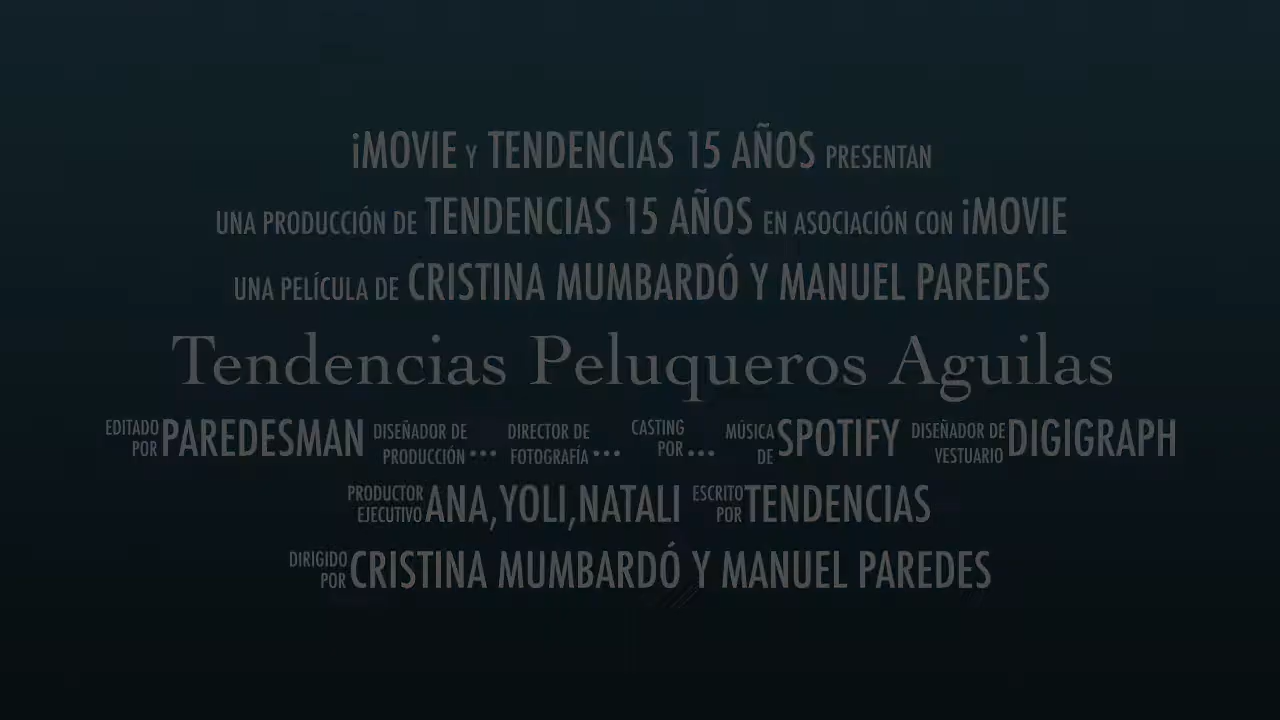 iMOVIE Y TENDENCIAS 15 AÑOS PRESENTAN
UNA PRODUCCIÓN DE TENDENCIAS 15 AÑOS EN ASOCIACIÓN CON iMOVIE
UNA PELÍCULA DE CRISTINA MUMBARDÓ Y MANUEL PAREDES
Tendencias Peluqueros Aguilas
EDITADO POR PAREDESMAN DISEÑADOR DE PRODUCCIÓN ... DIRECTOR DE FOTOGRAFÍA ... CASTING POR ... MÚSICA DE SPOTIFY DISEÑADOR DE VESTUARIO DIGIGRAPH
PRODUCTOR EJECUTIVO ANA,YOLI,NATALI ESCRITO POR TENDENCIAS
DIRIGIDO POR CRISTINA MUMBARDÓ Y MANUEL PAREDES